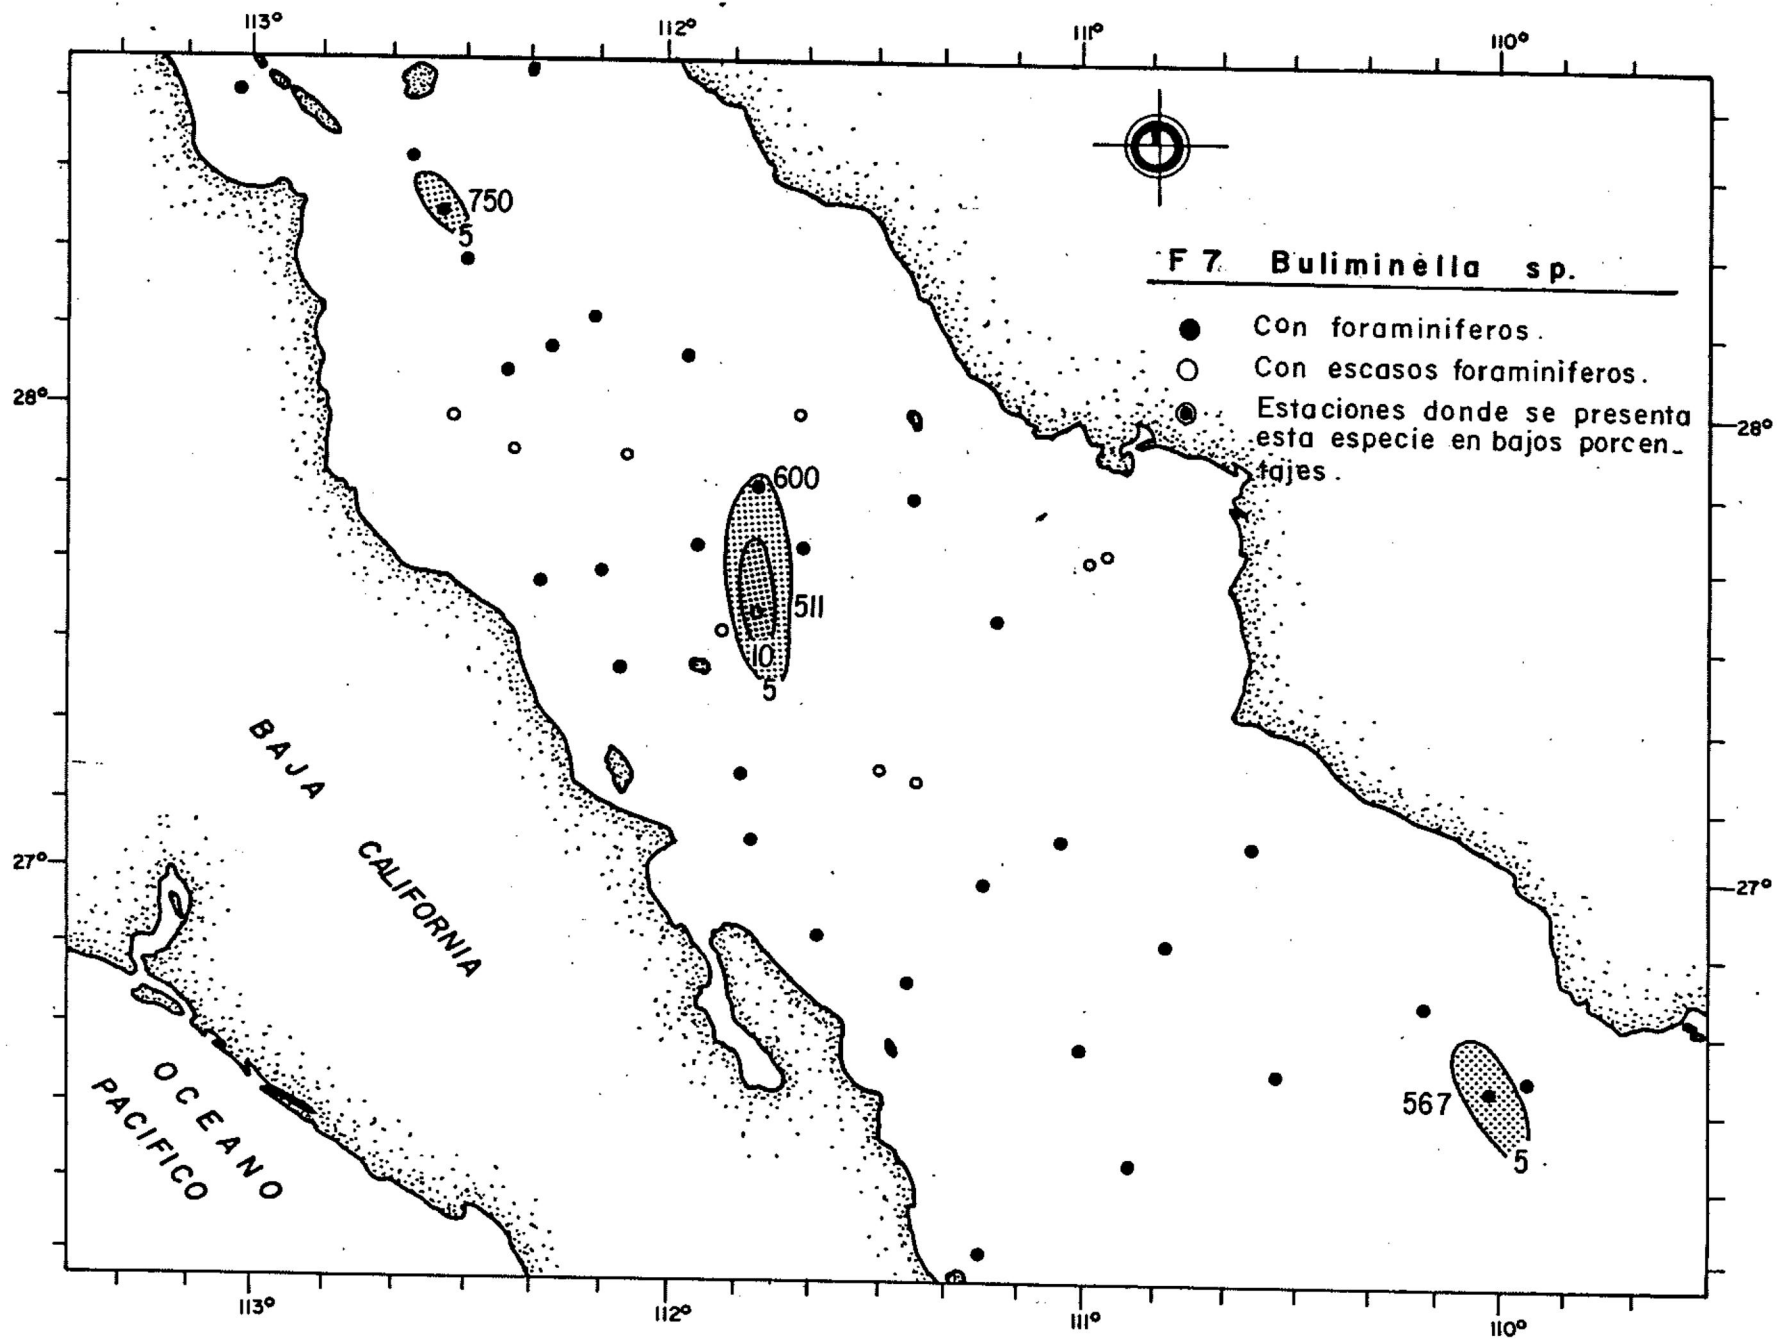 113°
112°
111°
110°
F 7 Buliminella sp.
Con foraminiferos.
Con escasos foraminiferos.
Estaciones donde se presenta
esta especie en bajos porcen-
tajes.
750
5
28°
28°
600
511
10
5
BAJA
CALIFORNIA
27°
27°
OCEANO
PACIFICO
567
5
113°
112°
111°
110°